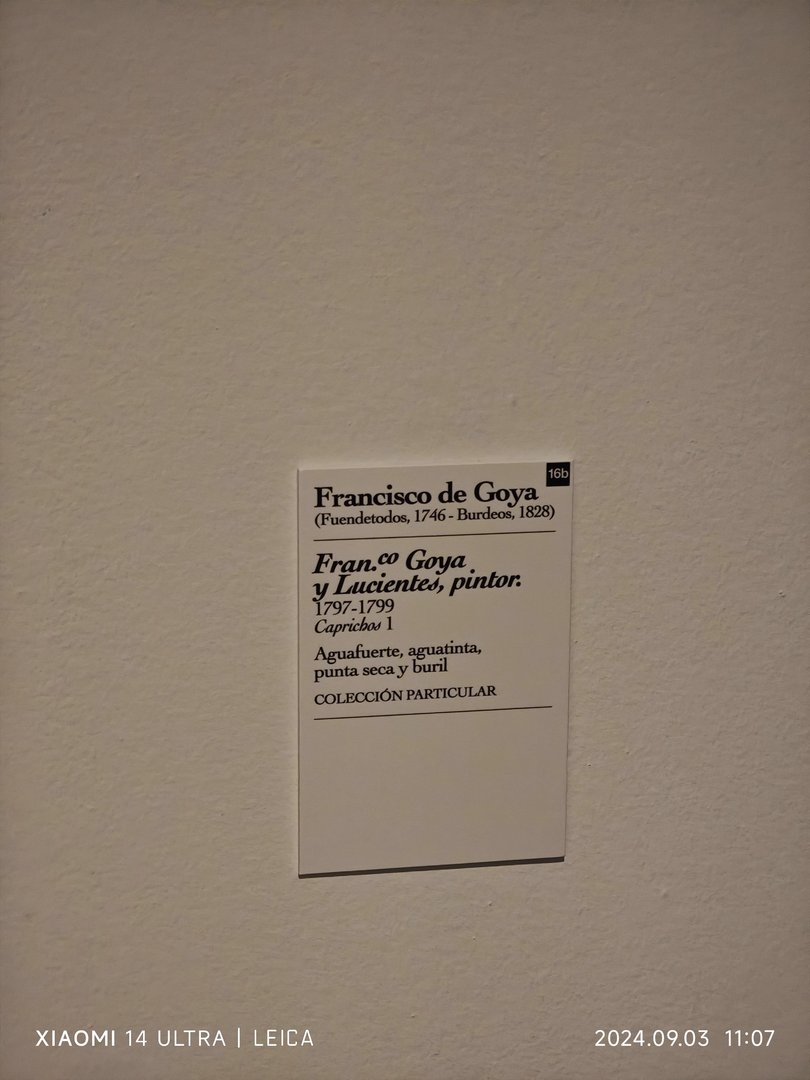 16b
Francisco de Goya
(Fuendetodos, 1746 - Burdeos, 1828)
Fran.co Goya
y Lucientes, pintor.
1797-1799
Caprichos 1
Aguafuerte, aguatinta,
punta seca y buril
COLECCIÓN PARTICULAR
XIAOMI 14 ULTRA | LEICA
2024.09.03 11:07